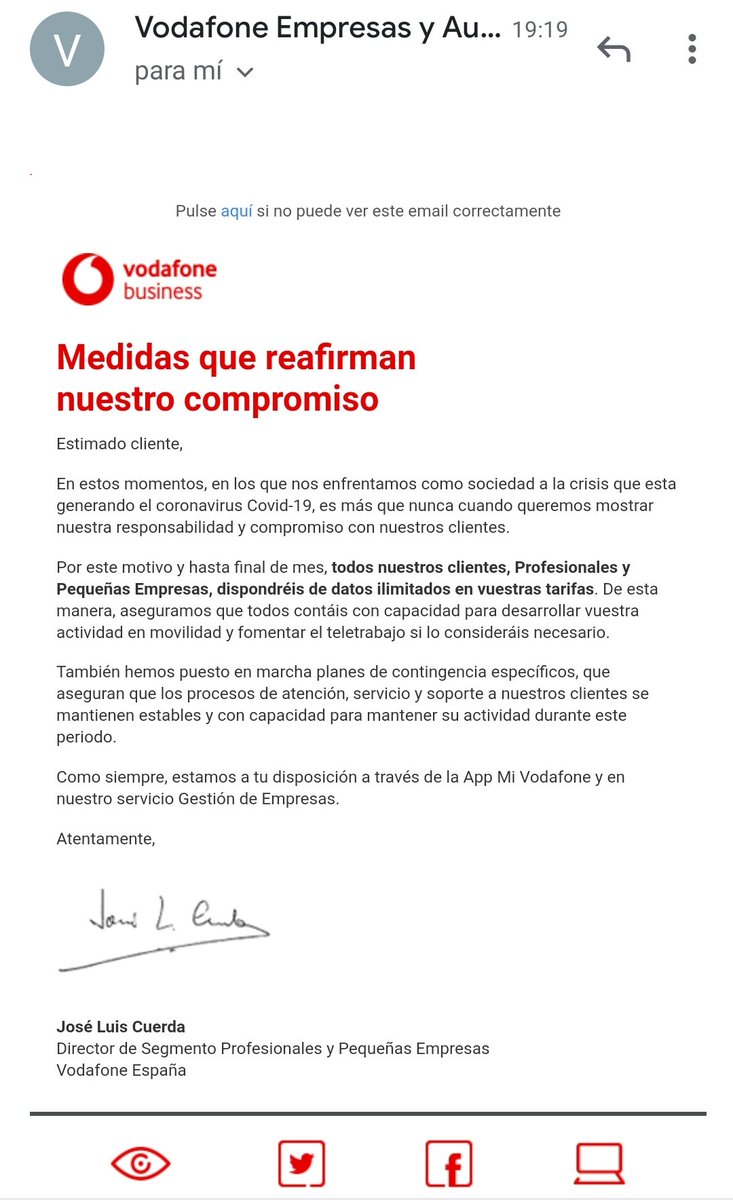 V
Vodafone Empresas y Au... 19:19
para mí
Pulse aquí si no puede ver este email correctamente
vodafone
business
Medidas que reafirman
nuestro compromiso
Estimado cliente,
En estos momentos, en los que nos enfrentamos como sociedad a la crisis que esta
generando el coronavirus Covid-19, es más que nunca cuando queremos mostrar
nuestra responsabilidad y compromiso con nuestros clientes.
Por este motivo y hasta final de mes, todos nuestros clientes, Profesionales y
Pequeñas Empresas, dispondréis de datos ilimitados en vuestras tarifas. De esta
manera, aseguramos que todos contáis con capacidad para desarrollar vuestra
actividad en movilidad y fomentar el teletrabajo si lo consideráis necesario.
También hemos puesto en marcha planes de contingencia específicos, que
aseguran que los procesos de atención, servicio y soporte a nuestros clientes se
mantienen estables y con capacidad para mantener su actividad durante este
periodo.
Como siempre, estamos a tu disposición a través de la App Mi Vodafone y en
nuestro servicio Gestión de Empresas.
Atentamente,
José L. Cuerda
José Luis Cuerda
Director de Segmento Profesionales y Pequeñas Empresas
Vodafone España